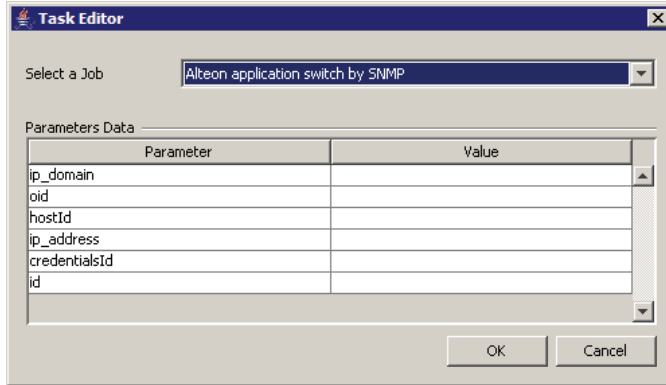 Task Editor
Select a Job Alteon application switch by SNMP
Parameters Data
Parameter Value
ip_domain
oid
hostId
ip_address
credentialsId
id
OK Cancel